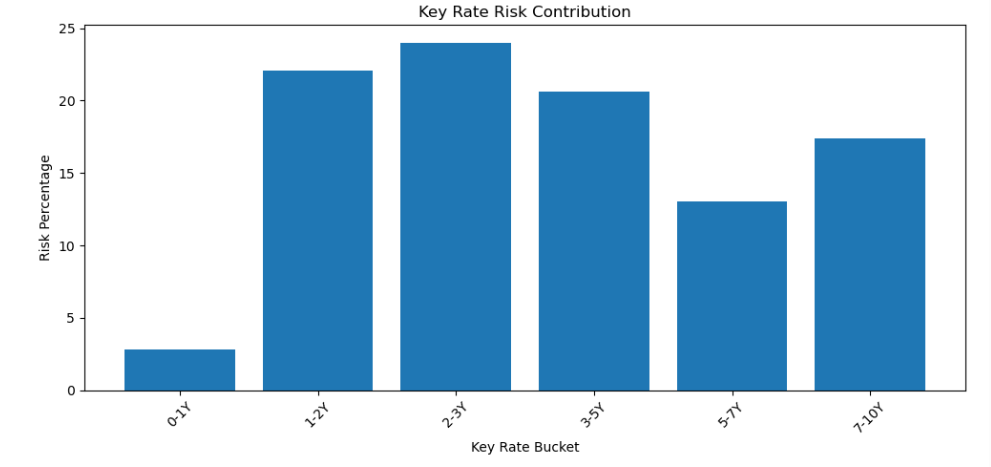 Key Rate Risk Contribution
Risk Percentage
25
20
15
10
5
0
0-1Y
1-2Y
2-3Y
3-5Y
5-7Y
7-10Y
Key Rate Bucket